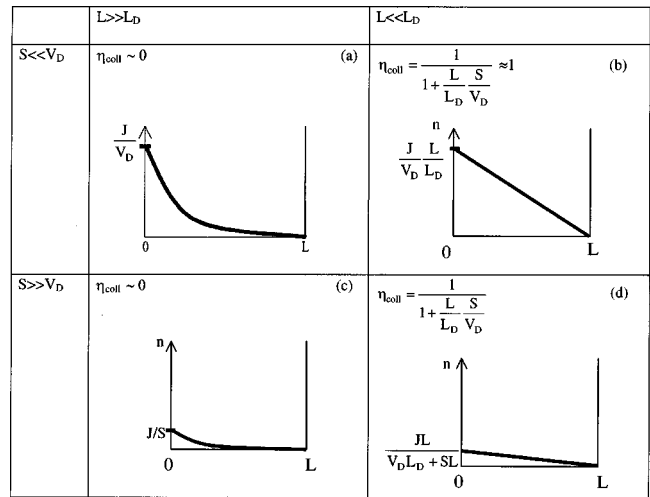 L>>L_D
L<<L_D
S<<V_D
η_coll ~ 0
(a)
J/V_D
0
L
η_coll = 1/(1+ L/L_D S/V_D) ≈1
(b)
n
J/V_D L/L_D
0
L
S>>V_D
η_coll ~ 0
(c)
n
J/S
0
L
η_coll = 1/(1+ L/L_D S/V_D)
(d)
n
JL/(V_D L_D + SL)
0
L